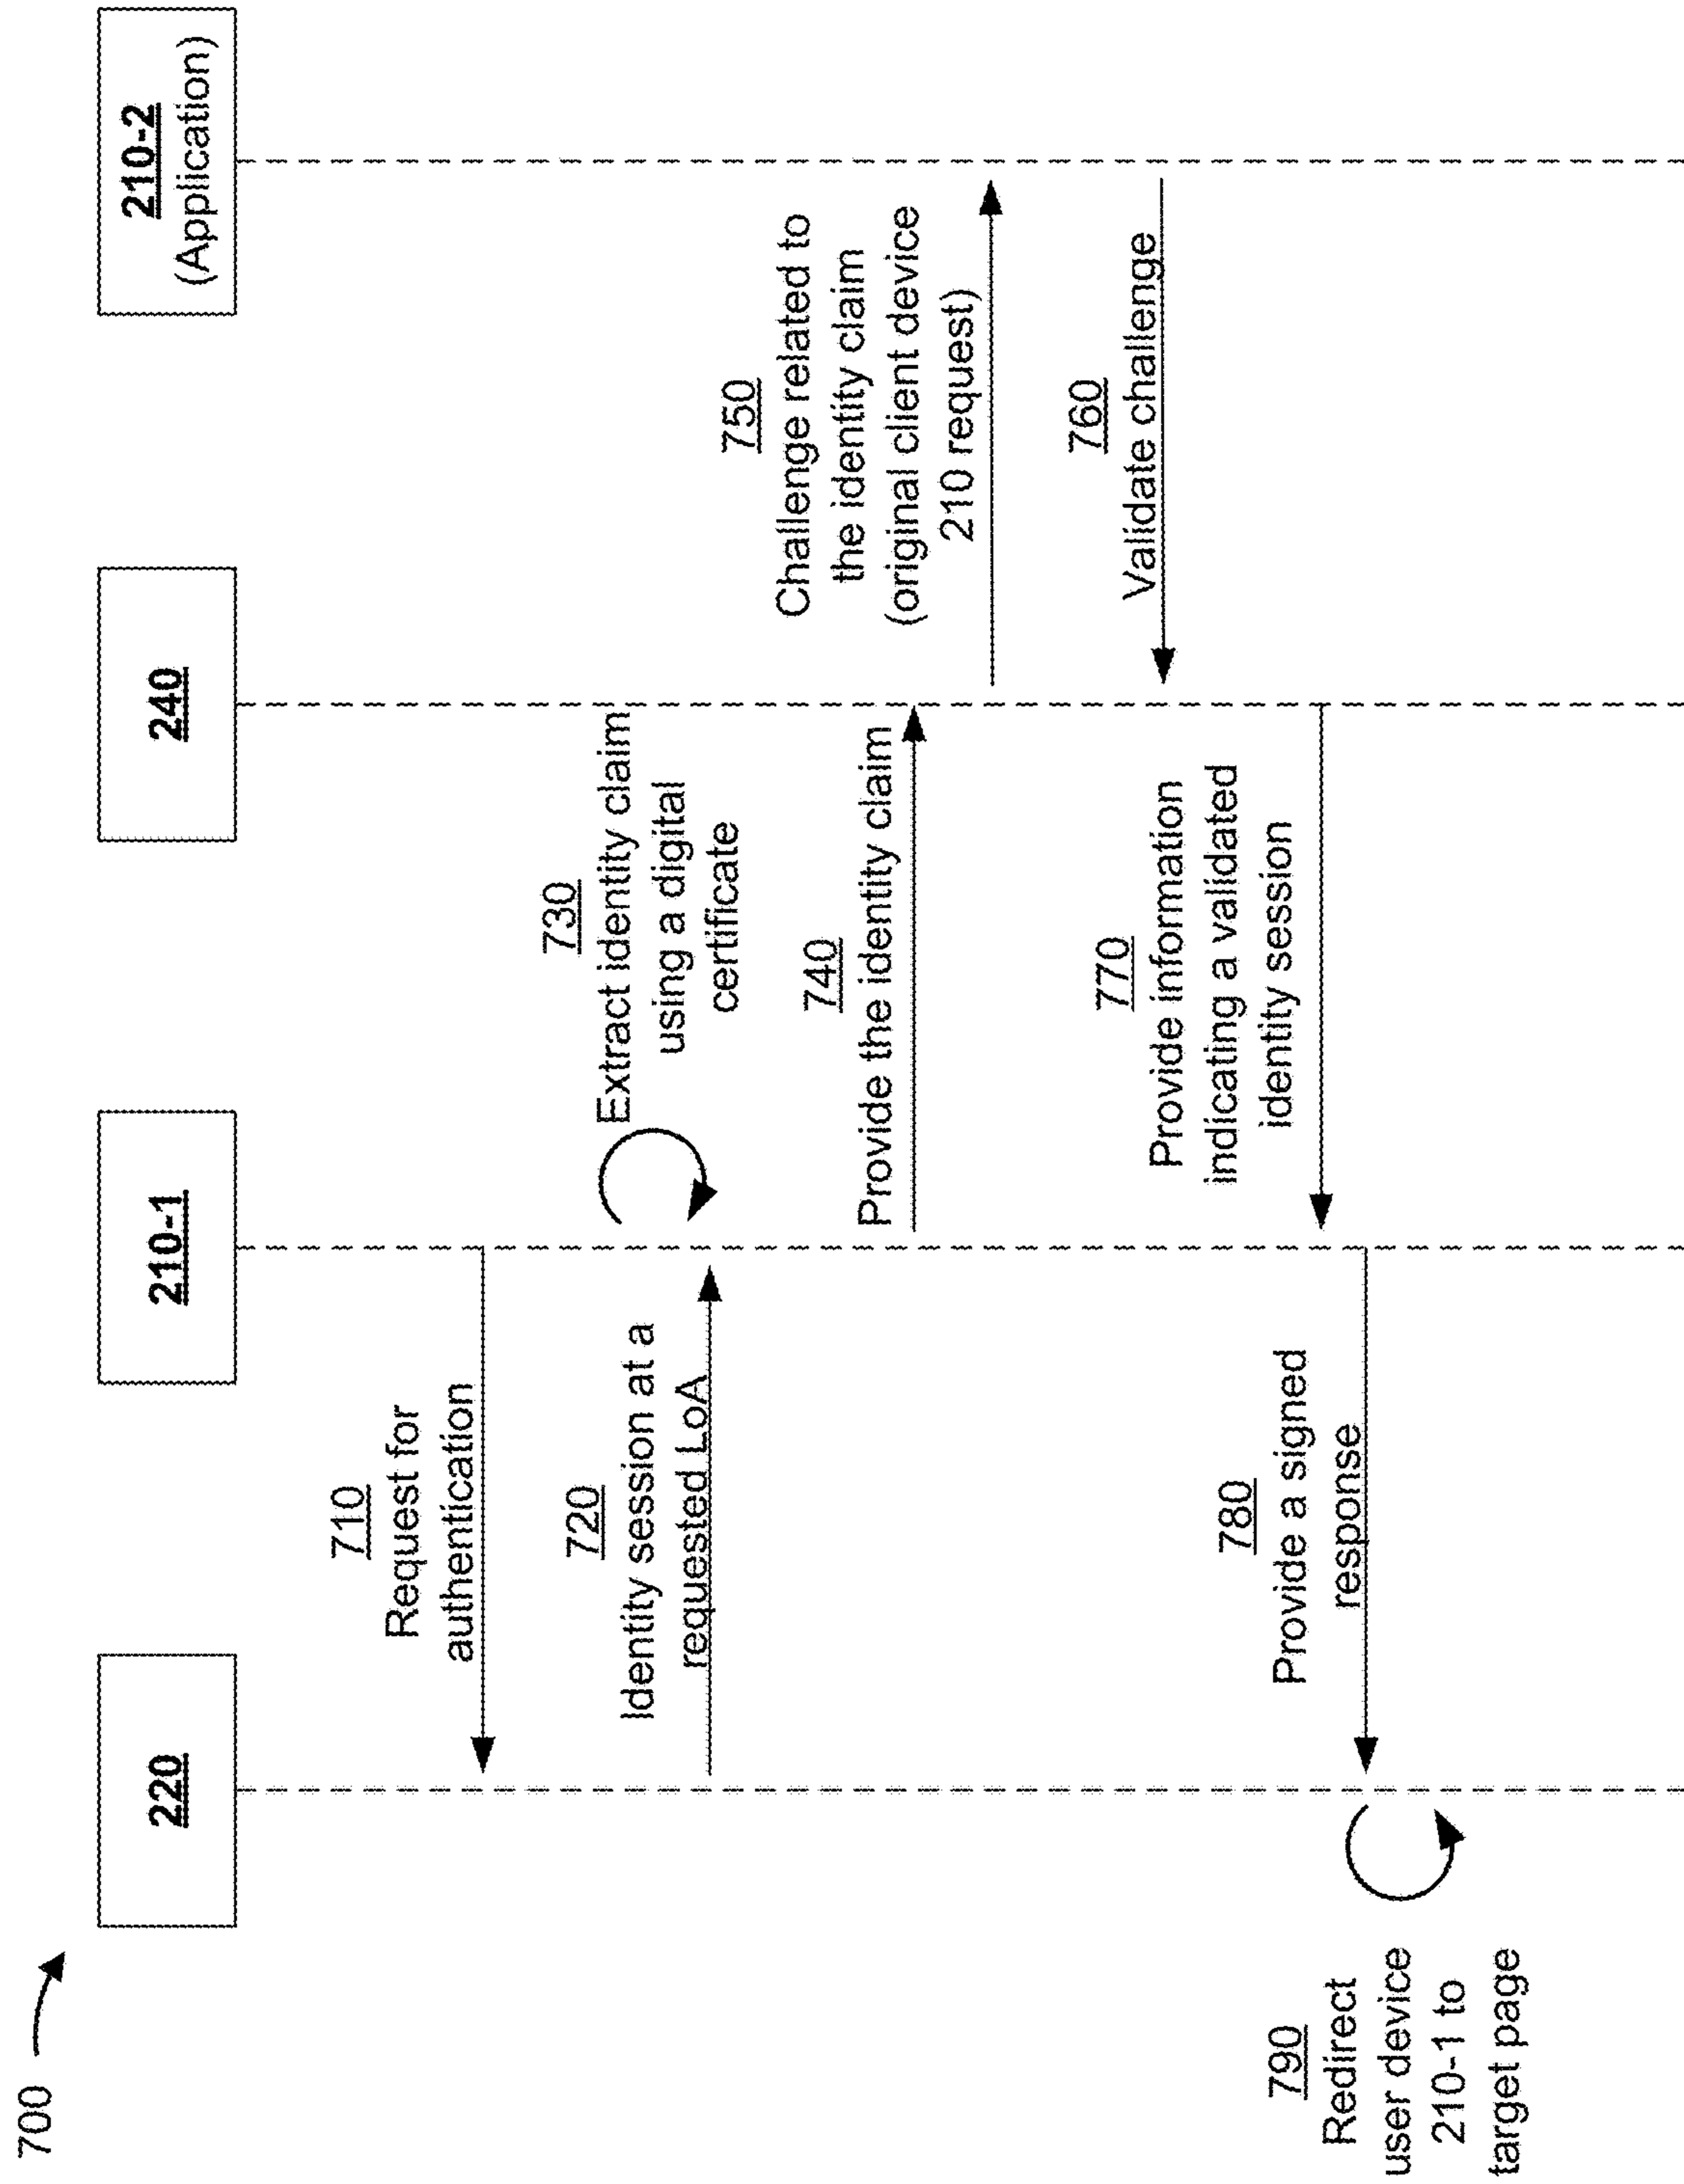 700
220
210-1
240
210-2
(Application)
710
Request for
authentication
720
Identity session at a
requested LoA
730
Extract identity claim
using a digital
certificate
740
Provide the identity claim
750
Challenge related to
the identity claim
(original client device
210 request)
760
Validate challenge
770
Provide information
indicating a validated
identity session
780
Provide a signed
response
790
Redirect
user device
210-1 to
target page